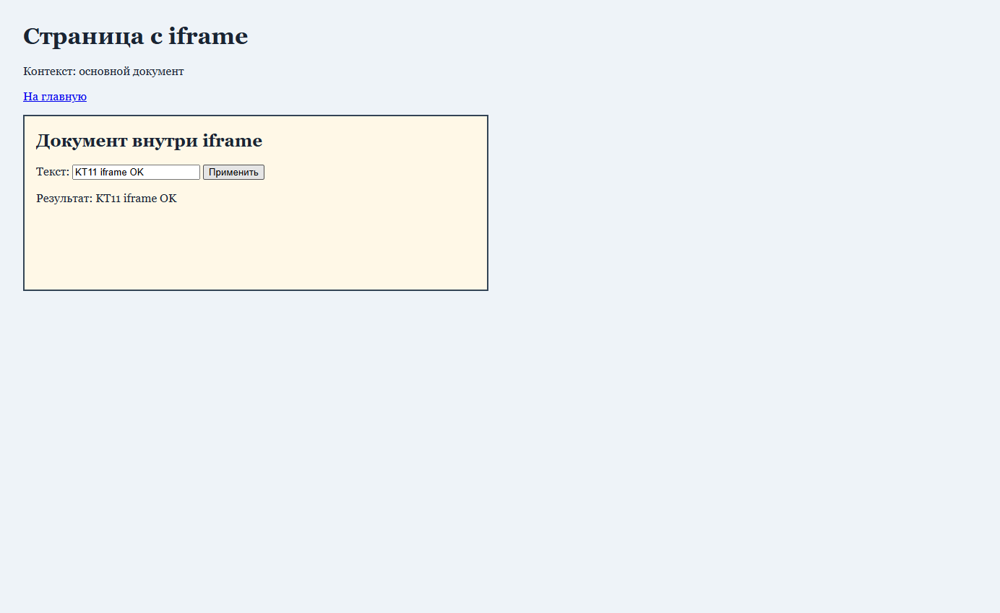 Страница с iframe
Контекст: основной документ
На главную
Документ внутри iframe
Текст: KT11 iframe OK Применить
Результат: KT11 iframe OK